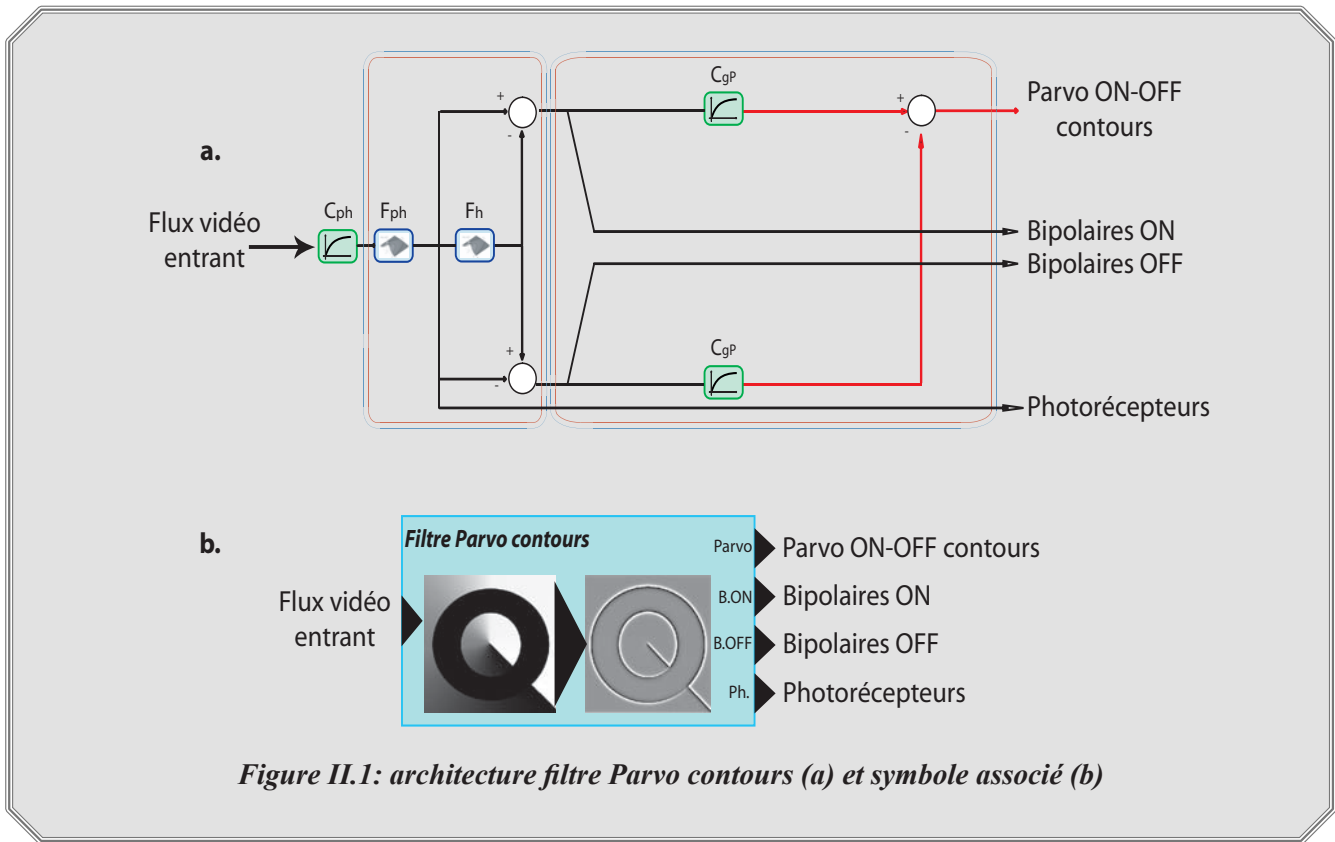 a.
Flux vidéo
entrant
Cph
Fph
Fh
+
-
+
-
CgP
CgP
+
-
Parvo ON-OFF
contours
Bipolaires ON
Bipolaires OFF
Photorécepteurs
b.
Flux vidéo
entrant
Filtre Parvo contours
Parvo
B.ON
B.OFF
Ph.
Parvo ON-OFF contours
Bipolaires ON
Bipolaires OFF
Photorécepteurs
Figure II.1: architecture filtre Parvo contours (a) et symbole associé (b)